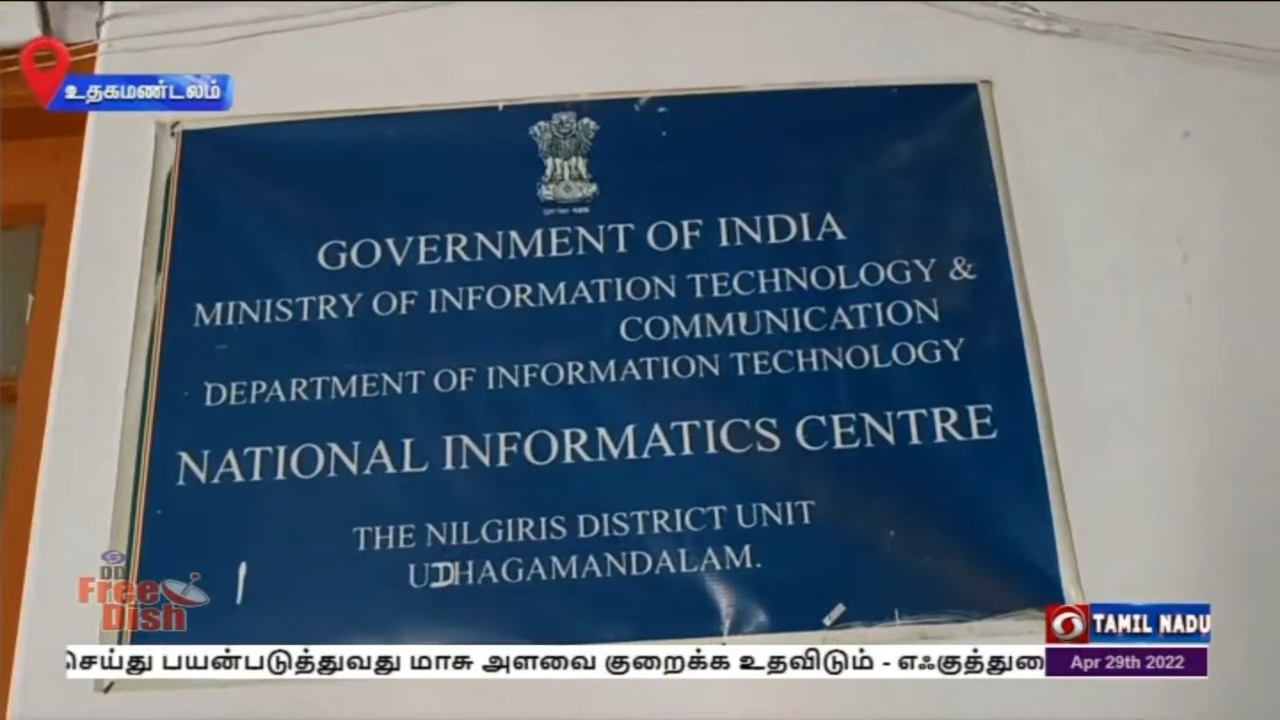 உதகமண்டலம்
GOVERNMENT OF INDIA
MINISTRY OF INFORMATION TECHNOLOGY &
COMMUNICATION
DEPARTMENT OF INFORMATION TECHNOLOGY
NATIONAL INFORMATICS CENTRE
THE NILGIRIS DISTRICT UNIT
UDHAGAMANDALAM.
DD
Free
Dish
TAMIL NADU
செய்து பயன்படுத்துவது மாசு அளவை குறைக்க உதவிடும் - எஃகுத்துறை
Apr 29th 2022